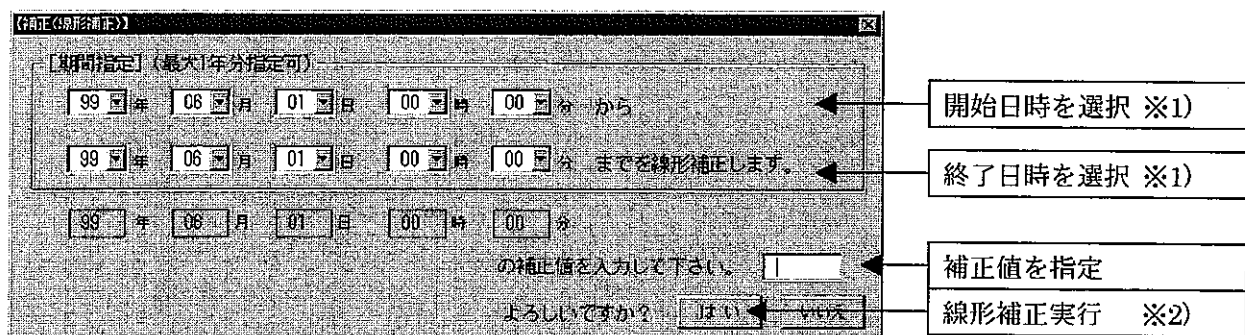 【補正(線形補正)】
[期間指定] (最大1年分指定可)
99 年 06 月 01 日 00 時 00 分 から
開始日時を選択 ※1)
99 年 06 月 01 日 00 時 00 分 までを線形補正します。
終了日時を選択 ※1)
99 年 06 月 01 日 00 時 00 分
の補正値を入力して下さい。
補正値を指定
よろしいですか? はい いいえ
線形補正実行 ※2)